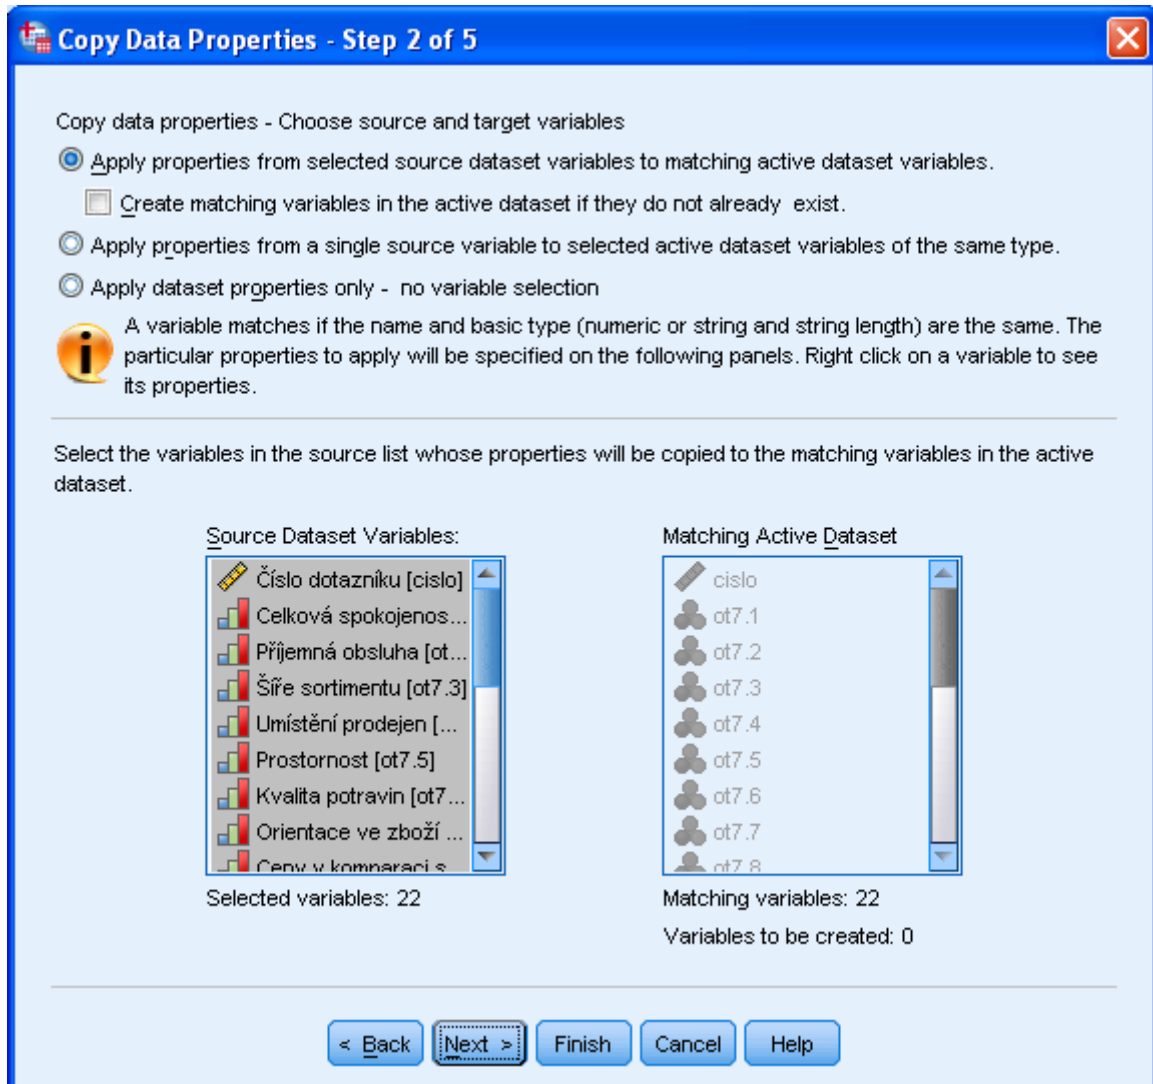 Copy Data Properties - Step 2 of 5
Copy data properties - Choose source and target variables
Apply properties from selected source dataset variables to matching active dataset variables.
Create matching variables in the active dataset if they do not already exist.
Apply properties from a single source variable to selected active dataset variables of the same type.
Apply dataset properties only - no variable selection
A variable matches if the name and basic type (numeric or string and string length) are the same. The
particular properties to apply will be specified on the following panels. Right click on a variable to see
its properties.
Select the variables in the source list whose properties will be copied to the matching variables in the active
dataset.
Source Dataset Variables:
Číslo dotazníku [cislo]
Celková spokojenos...
Příjemná obsluha [ot...
Šíře sortimentu [ot7.3]
Umístění prodejen [...
Prostornost [ot7.5]
Kvalita potravin [ot7...
Orientace ve zboží ...
Ceny v komparaci s
Selected variables: 22
Matching Active Dataset
cislo
ot7.1
ot7.2
ot7.3
ot7.4
ot7.5
ot7.6
ot7.7
ot7.8
Matching variables: 22
Variables to be created: 0
< Back
Next >
Finish
Cancel
Help